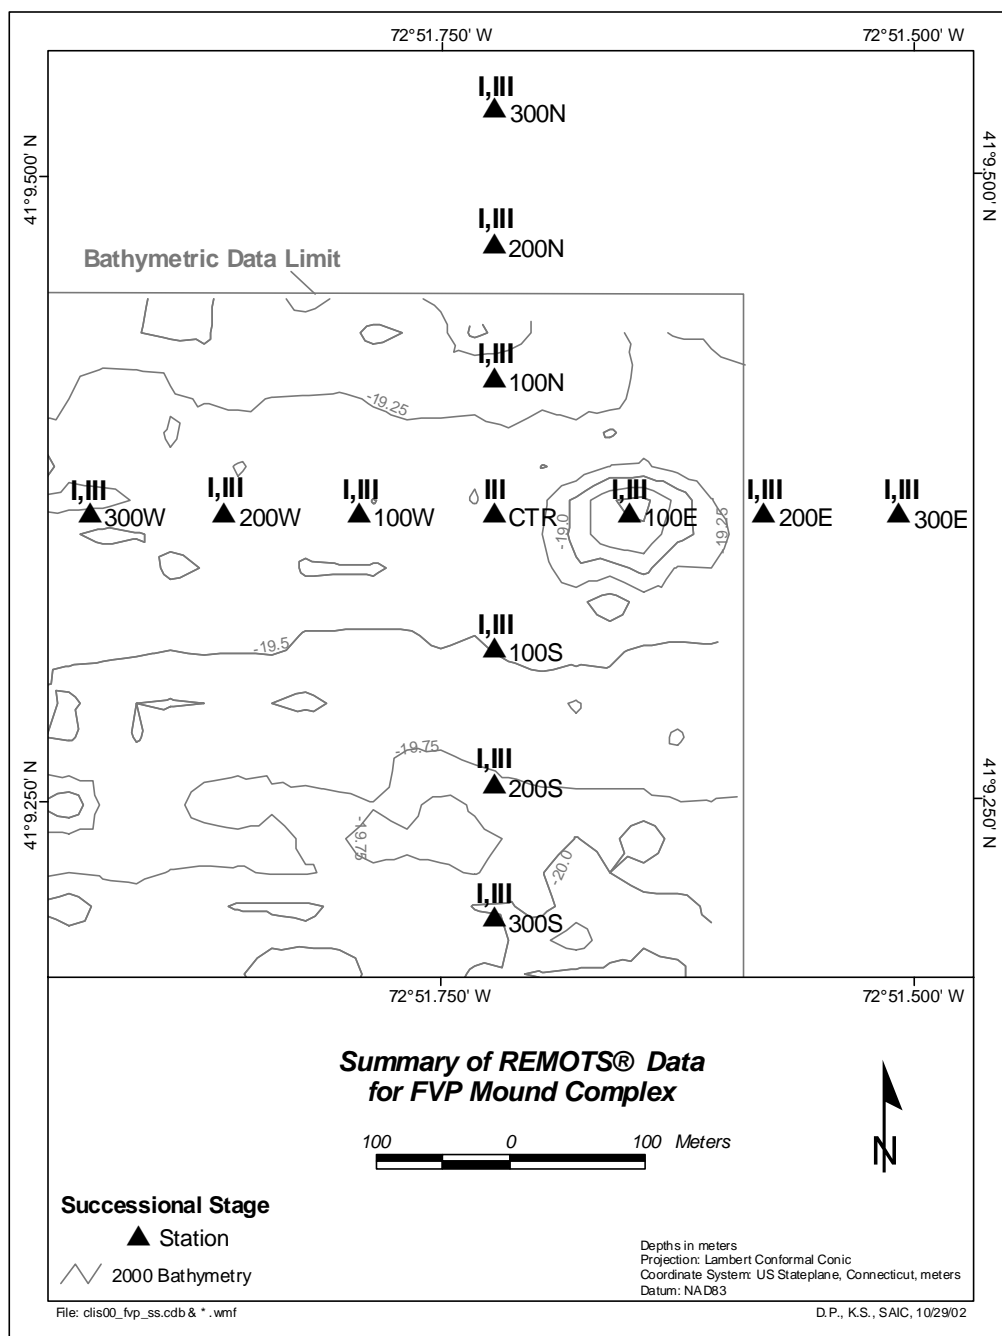 72°51.750' W
72°51.500' W
I,III
300N
41°9.500' N
41°9.500' N
I,III
200N
Bathymetric Data Limit
I,III
100N
-19.25
I,III
300W
I,III
200W
I,III
100W
III
CTR
I,III
100E
I,III
200E
I,III
300E
-19.0
-19.25
I,III
100S
-19.5
-19.75
I,III
200S
41°9.250' N
41°9.250' N
-19.75
-20.0
I,III
300S
72°51.750' W
72°51.500' W
Summary of REMOTS® Data
for FVP Mound Complex
100 0 100 Meters
N
Successional Stage
Station
2000 Bathymetry
Depths in meters
Projection: Lambert Conformal Conic
Coordinate System: US Stateplane, Connecticut, meters
Datum: NAD83
File: clis00_fvp_ss.cdb & *.wmf
D.P., K.S., SAIC, 10/29/02